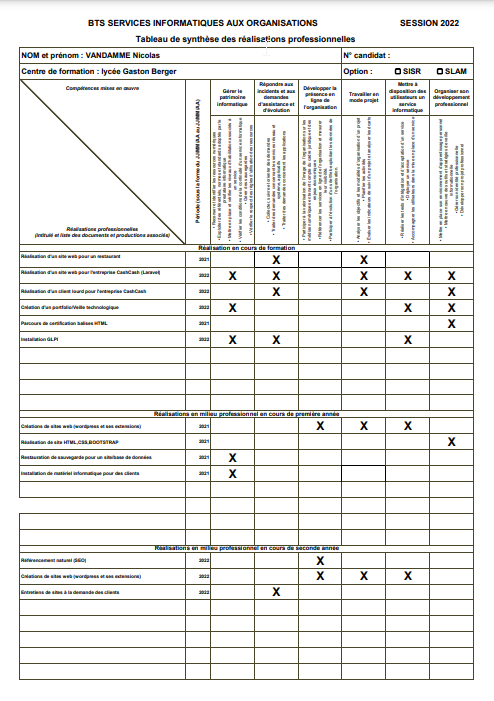 BTS SERVICES INFORMATIQUES AUX ORGANISATIONS SESSION 2022
Tableau de synthèse des réalisations professionnelles
NOM et prénom : VANDAMME Nicolas N° candidat :
Centre de formation : lycée Gaston Berger Option : SISR SLAM
Compétences mises en œuvre
Réalisations professionnelles
(intitulé et liste des documents et productions associés)
Période (sous la forme du JJ/MM/AA au JJ/MM/AA)
Gérer le patrimoine informatique
Répondre aux incidents et aux demandes d'assistance et d'évolution
Développer la présence en ligne de l'organisation
Travailler en mode projet
Mettre à disposition des utilisateurs un service informatique
Organiser son développement professionnel
Réalisation en cours de formation
Réalisation d'un site web pour un restaurant 2021 X X
Réalisation d'un site web pour l'entreprise CashCash (Laravel) 2022 X X X X X
Réalisation d'un client lourd pour l'entreprise CashCash 2022 X X X
Création d'un portfolio/Veille technologique 2022 X X X
Parcours de certification balises HTML 2021 X
Installation GLPI 2022 X X X
Réalisations en milieu professionnel en cours de première année
Créations de sites web (wordpress et ses extensions) 2022 X X X
Réalisation de site HTML,CSS,BOOTSTRAP 2021 X
Restauration de sauvegarde pour un site/base de données 2021 X
Installation de matériel informatique pour des clients 2021 X
Réalisations en milieu professionnel en cours de seconde année
Référencement naturel (SEO) 2022 X
Créations de sites web (wordpress et ses extensions) 2022 X X X
Entretiens de sites à la demande des clients 2022 X